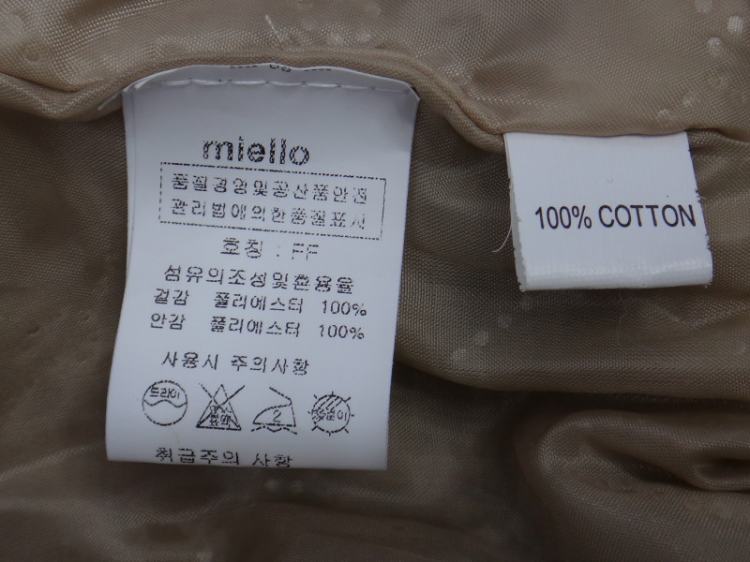 miello
품질경영및공산품안전
관리법에의한품질표시
호칭 : FF
섬유의조성및혼용율
겉감 폴리에스터 100%
안감 폴리에스터 100%
사용시 주의사항
드라이
2
취급주의 사항
100% COTTON